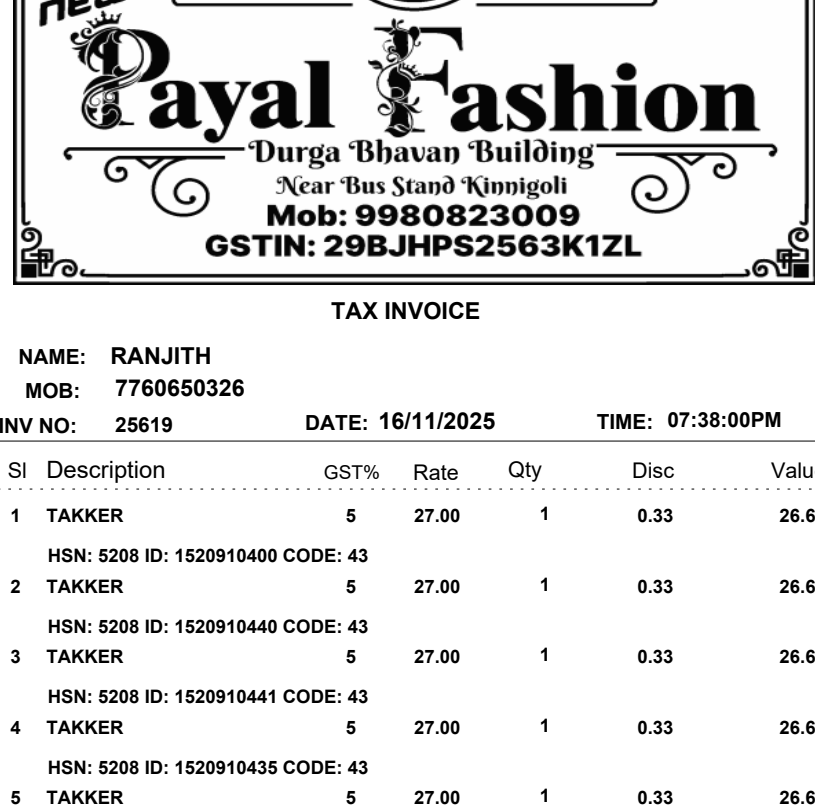 Payal Fashion
Durga Bhavan Building
Near Bus Stand Kinnigoli
Mob: 9980823009
GSTIN: 29BJHPS2563K1ZL
TAX INVOICE
NAME: RANJITH
MOB: 7760650326
INV NO: 25619 DATE: 16/11/2025 TIME: 07:38:00PM
Sl Description GST% Rate Qty Disc Valu
1 TAKKER 5 27.00 1 0.33 26.6
HSN: 5208 ID: 1520910400 CODE: 43
2 TAKKER 5 27.00 1 0.33 26.6
HSN: 5208 ID: 1520910440 CODE: 43
3 TAKKER 5 27.00 1 0.33 26.6
HSN: 5208 ID: 1520910441 CODE: 43
4 TAKKER 5 27.00 1 0.33 26.6
HSN: 5208 ID: 1520910435 CODE: 43
5 TAKKER 5 27.00 1 0.33 26.6